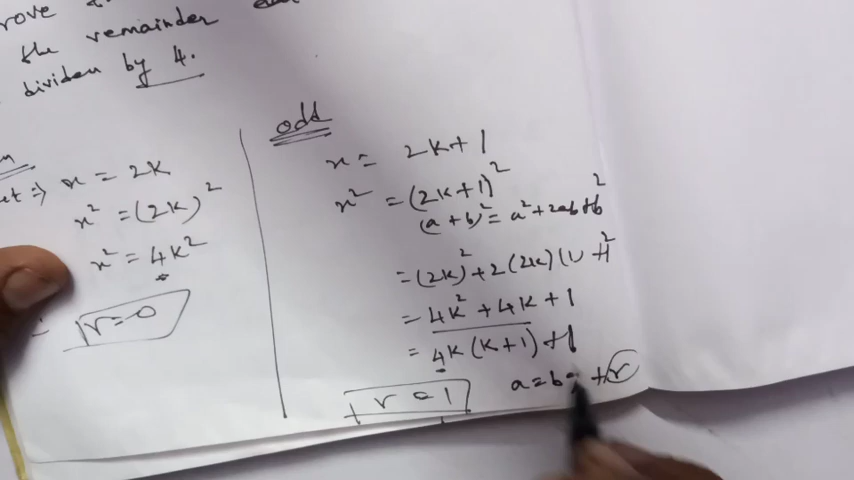 the remainder
divided by 4.
x = 2K
x² = (2K)²
x² = 4K²
r=0
odd
x = 2K+1
x² = (2K+1)²
(a+b)² = a²+2ab+b²
=(2K)²+2(2K)(1)+1²
= 4K² + 4K + 1
= 4K(K+1) +1
a=b
+r
r = 1